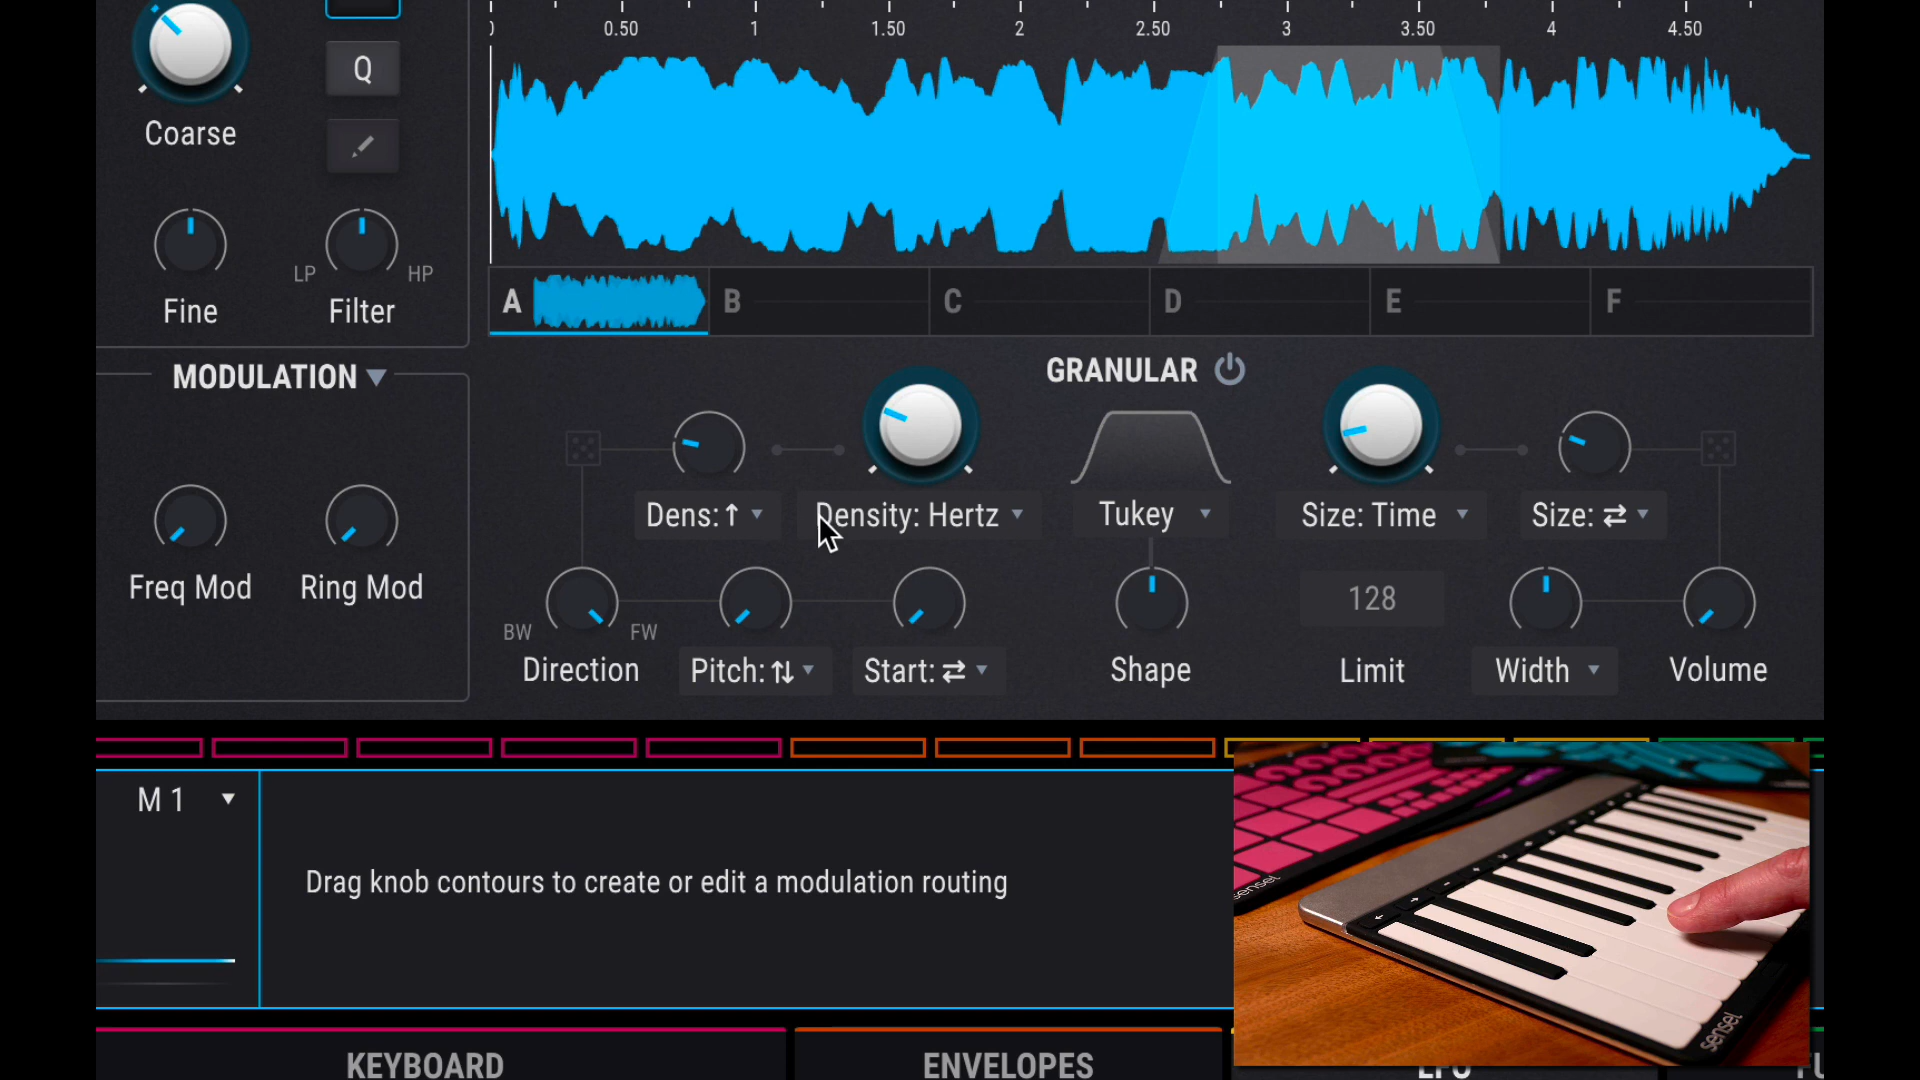 0.50 1 1.50 2 2.50 3 3.50 4 4.50
Q
Coarse
LP HP
Fine Filter
A B C D E F
MODULATION
GRANULAR
Dens: Density: Hertz Tukey Size: Time Size:
Freq Mod Ring Mod
128
BW FW
Direction Pitch: Start: Shape Limit Width Volume
M 1
Drag knob contours to create or edit a modulation routing
sensel
sensel
KEYBOARD ENVELOPES LFO